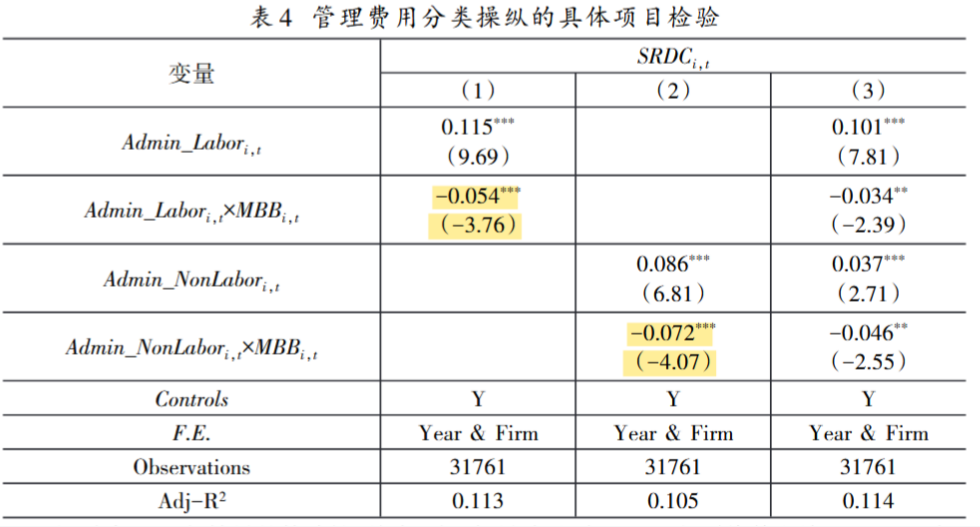 表4 管理费用分类操纵的具体项目检验
变量 SRDCi,t
（1） （2） （3）
Admin_Labori,t 0.115*** 0.101***
（9.69） （7.81）
Admin_Labori,t×MBBi,t −0.054*** −0.034**
（−3.76） （−2.39）
Admin_NonLabori,t 0.086*** 0.037***
（6.81） （2.71）
Admin_NonLabori,t×MBBi,t −0.072*** −0.046**
（−4.07） （−2.55）
Controls Y Y Y
F.E. Year & Firm Year & Firm Year & Firm
Observations 31761 31761 31761
Adj−R² 0.113 0.105 0.114